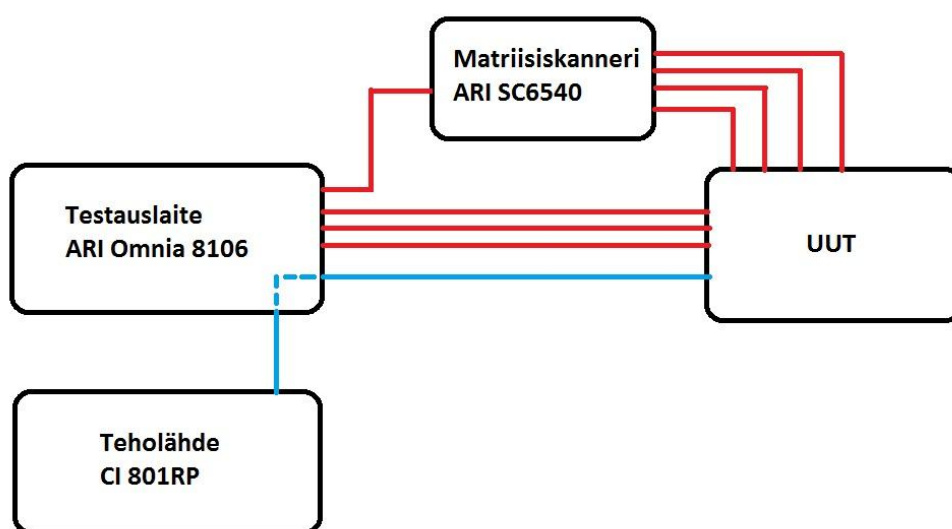 Matriisiskanneri
ARI SC6540
Testauslaite
ARI Omnia 8106
UUT
Teholähde
CI 801RP